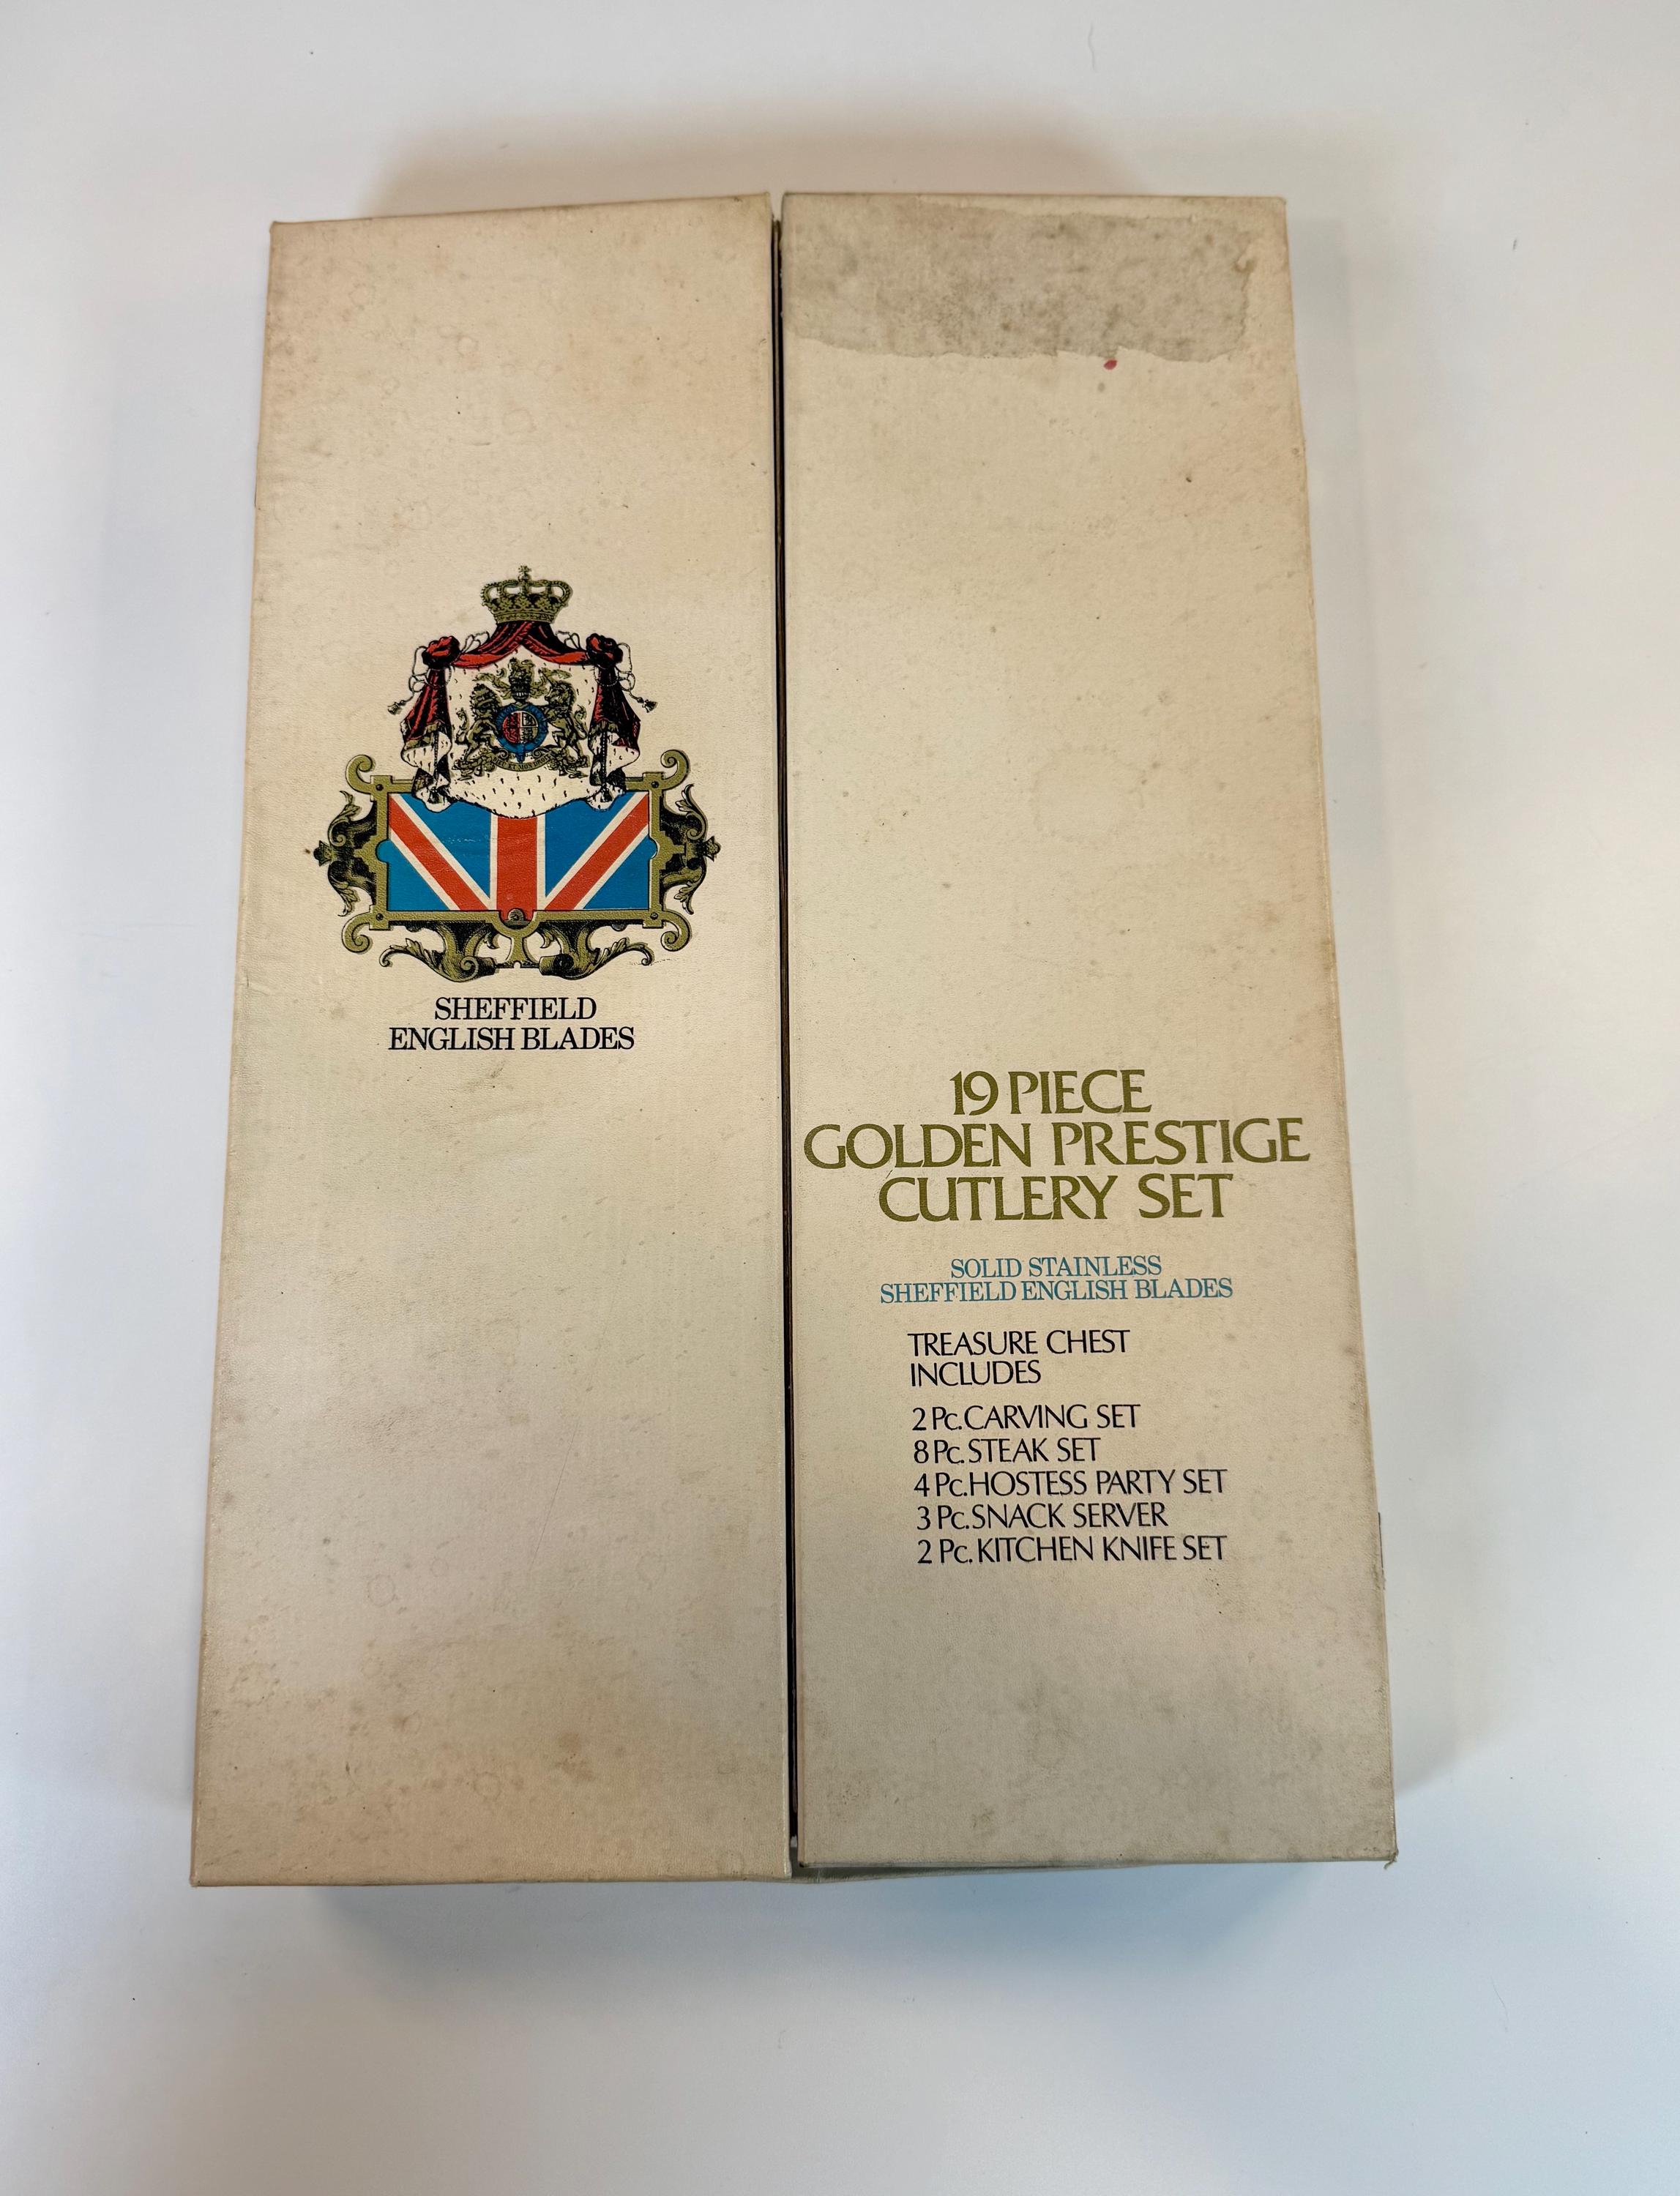 SHEFFIELD
ENGLISH BLADES
19 PIECE
GOLDEN PRESTIGE
CUTLERY SET
SOLID STAINLESS
SHEFFIELD ENGLISH BLADES
TREASURE CHEST
INCLUDES
2 Pc. CARVING SET
8 Pc. STEAK SET
4 Pc. HOSTESS PARTY SET
3 Pc. SNACK SERVER
2 Pc. KITCHEN KNIFE SET